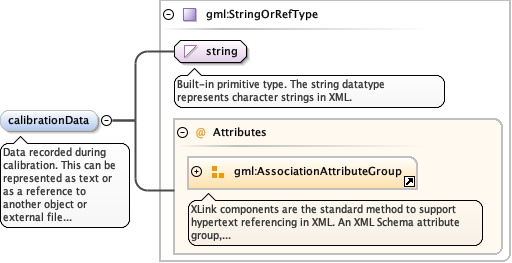 gml:StringOrRefType
string
Built-in primitive type. The string datatype
represents character strings in XML.
calibrationData
Data recorded during
calibration. This can be
represented as text or
as a reference to
another object or
external file...
@ Attributes
gml:AssociationAttributeGroup
XLink components are the standard method to support
hypertext referencing in XML. An XML Schema attribute
group,...